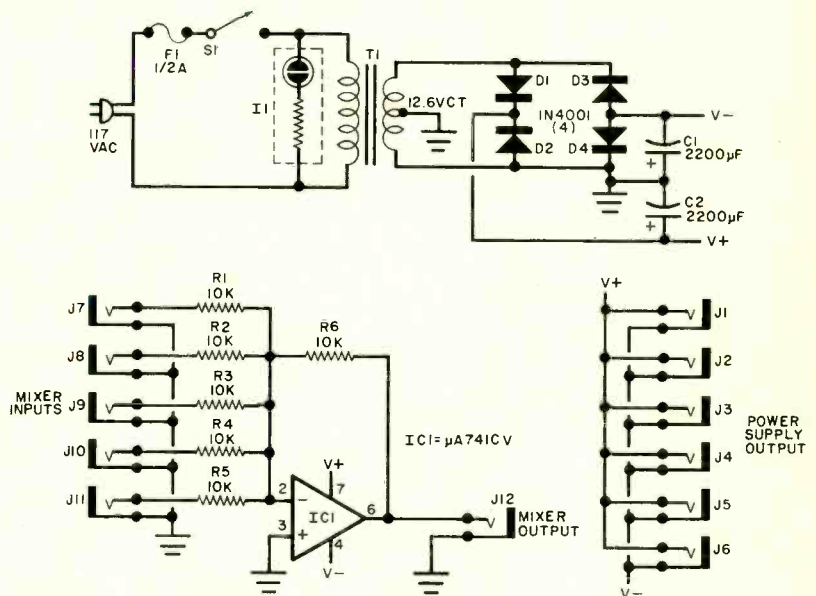 F1
1/2A
S1
I1
117
VAC
T1
12.6VCT
D1
D2
D3
D4
1N4001
(4)
V-
C1
2200µF
+
C2
2200µF
+
V+
MIXER
INPUTS
J7
J8
J9
J10
J11
R1
10K
R2
10K
R3
10K
R4
10K
R5
10K
R6
10K
IC1=µA741CV
2
-
3
+
IC1
V+
7
6
4
V-
J12
MIXER
OUTPUT
V+
J1
J2
J3
J4
J5
J6
POWER
SUPPLY
OUTPUT
V-